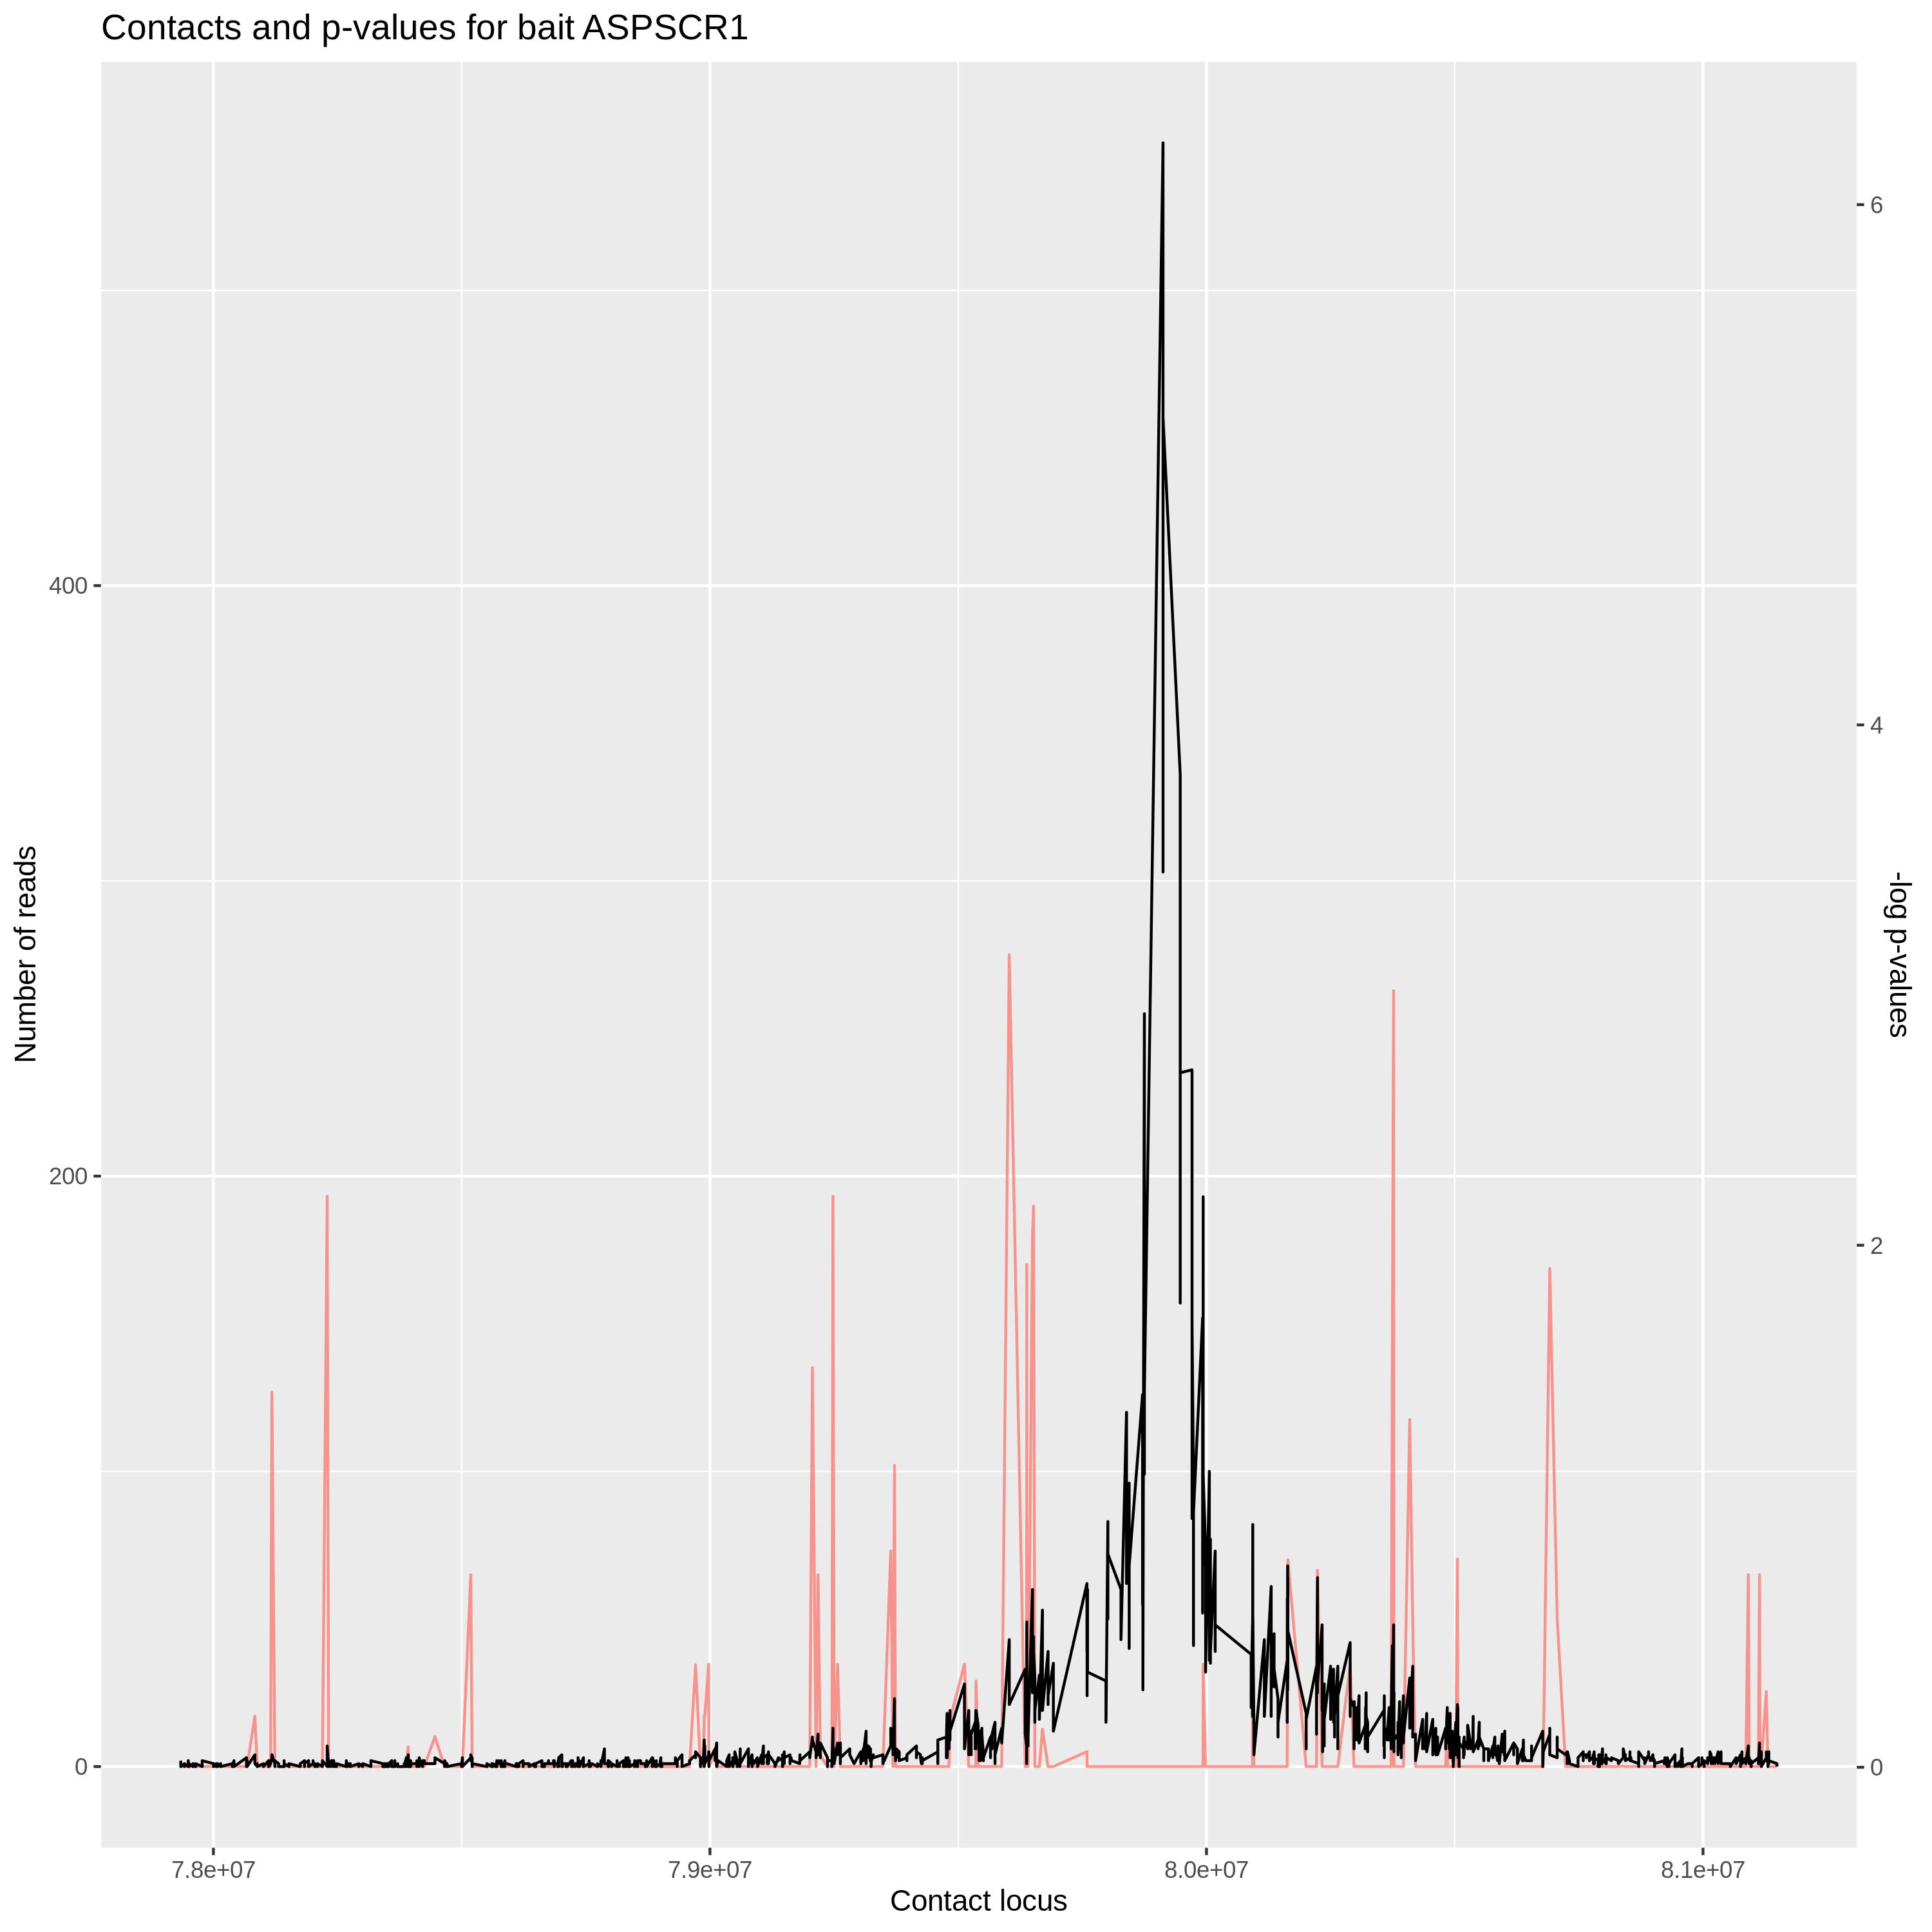 Contacts and p-values for bait ASPSCR1
400
200
0
Number of reads
6
4
2
0
-log p-values
7.8e+07
7.9e+07
8.0e+07
8.1e+07
Contact locus